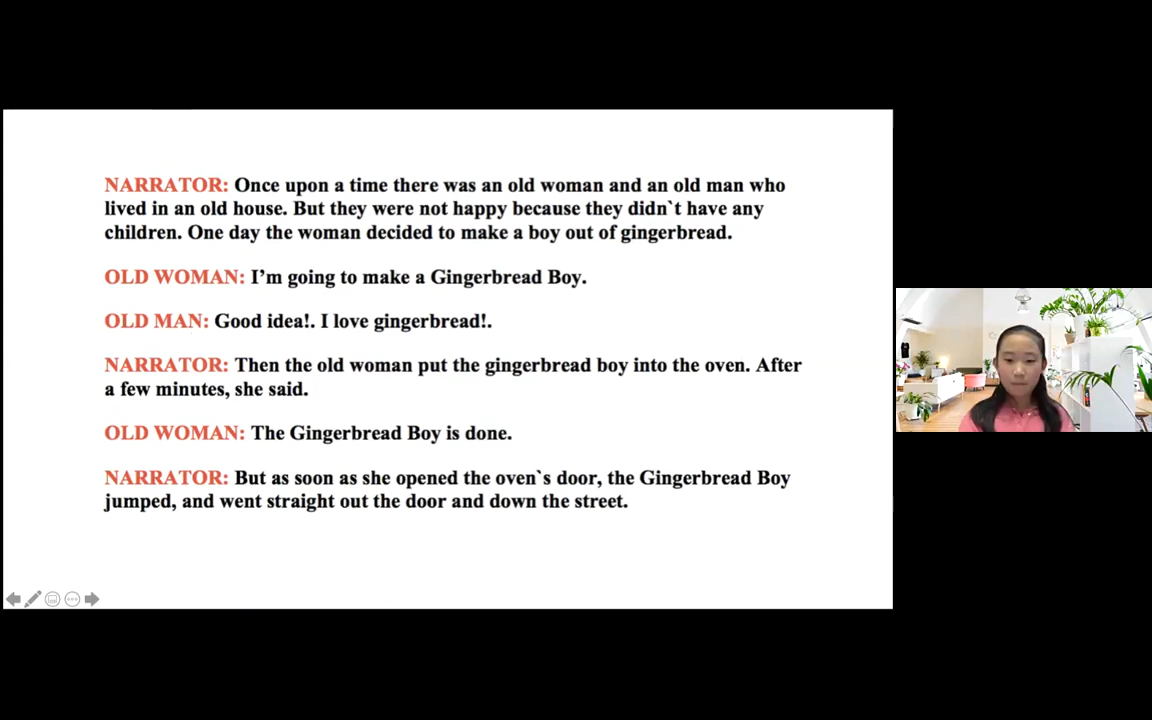 NARRATOR: Once upon a time there was an old woman and an old man who
lived in an old house. But they were not happy because they didn`t have any
children. One day the woman decided to make a boy out of gingerbread.
OLD WOMAN: I’m going to make a Gingerbread Boy.
OLD MAN: Good idea!. I love gingerbread!.
NARRATOR: Then the old woman put the gingerbread boy into the oven. After
a few minutes, she said.
OLD WOMAN: The Gingerbread Boy is done.
NARRATOR: But as soon as she opened the oven`s door, the Gingerbread Boy
jumped, and went straight out the door and down the street.